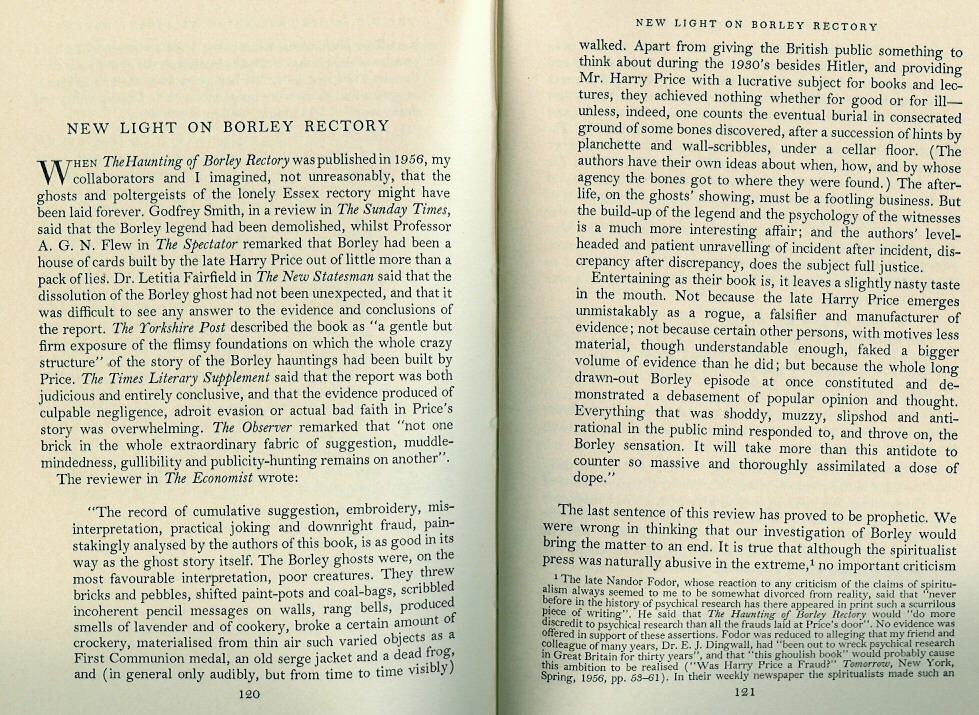 NEW LIGHT ON BORLEY RECTORY
WHEN The Haunting of Borley Rectory was published in 1956, my
collaborators and I imagined, not unreasonably, that the
ghosts and poltergeists of the lonely Essex rectory might have
been laid forever. Godfrey Smith, in a review in The Sunday Times,
said that the Borley legend had been demolished, whilst Professor
A. G. N. Flew in The Spectator remarked that Borley had been a
house of cards built by the late Harry Price out of little more than a
pack of lies. Dr. Letitia Fairfield in The New Statesman said that the
dissolution of the Borley ghost had not been unexpected, and that it
was difficult to see any answer to the evidence and conclusions of
the report. The Yorkshire Post described the book as "a gentle but
firm exposure of the flimsy foundations on which the whole crazy
structure" of the story of the Borley hauntings had been built by
Price. The Times Literary Supplement said that the report was both
judicious and entirely conclusive, and that the evidence produced of
culpable negligence, adroit evasion or actual bad faith in Price's
story was overwhelming. The Observer remarked that "not one
brick in the whole extraordinary fabric of suggestion, muddle-
mindedness, gullibility and publicity-hunting remains on another".
The reviewer in The Economist wrote:
"The record of cumulative suggestion, embroidery, mis-
interpretation, practical joking and downright fraud, pain-
stakingly analysed by the authors of this book, is as good in its
way as the ghost story itself. The Borley ghosts were, on the
most favourable interpretation, poor creatures. They threw
bricks and pebbles, shifted paint-pots and coal-bags, scribbled
incoherent pencil messages on walls, rang bells, produced
smells of lavender and of cookery, broke a certain amount of
crockery, materialised from thin air such varied objects as a
First Communion medal, an old serge jacket and a dead frog,
and (in general only audibly, but from time to time visibly)
120
NEW LIGHT ON BORLEY RECTORY
walked. Apart from giving the British public something to
think about during the 1930's besides Hitler, and providing
Mr. Harry Price with a lucrative subject for books and lec-
tures, they achieved nothing whether for good or for ill—
unless, indeed, one counts the eventual burial in consecrated
ground of some bones discovered, after a succession of hints by
planchette and wall-scribbles, under a cellar floor. (The
authors have their own ideas about when, how, and by whose
agency the bones got to where they were found.) The after-
life, on the ghosts' showing, must be a footling business. But
the build-up of the legend and the psychology of the witnesses
is a much more interesting affair; and the authors' level-
headed and patient unravelling of incident after incident, dis-
crepancy after discrepancy, does the subject full justice.
Entertaining as their book is, it leaves a slightly nasty taste
in the mouth. Not because the late Harry Price emerges
unmistakably as a rogue, a falsifier and manufacturer of
evidence; not because certain other persons, with motives less
material, though understandable enough, faked a bigger
volume of evidence than he did; but because the whole long
drawn-out Borley episode at once constituted and de-
monstrated a debasement of popular opinion and thought.
Everything that was shoddy, muzzy, slipshod and anti-
rational in the public mind responded to, and throve on, the
Borley sensation. It will take more than this antidote to
counter so massive and thoroughly assimilated a dose of
dope."
The last sentence of this review has proved to be prophetic. We
were wrong in thinking that our investigation of Borley would
bring the matter to an end. It is true that although the spiritualist
press was naturally abusive in the extreme,¹ no important criticism
¹ The late Nandor Fodor, whose reaction to any criticism of the claims of spiritu-
alism always seemed to me to be somewhat divorced from reality, said that "never
before in the history of psychical research has there appeared in print such a scurrilous
piece of writing". He said that The Haunting of Borley Rectory would "do more
discredit to psychical research than all the frauds laid at Price's door". No evidence was
offered in support of these assertions. Fodor was reduced to alleging that my friend and
colleague of many years, Dr. E. J. Dingwall, had "been out to wreck psychical research
in Great Britain for thirty years", and that "this ghoulish book" would probably cause
this ambition to be realised ("Was Harry Price a Fraud?" Tomorrow, New York,
Spring, 1956, pp. 53–61). In their weekly newspaper the spiritualists made such an
121